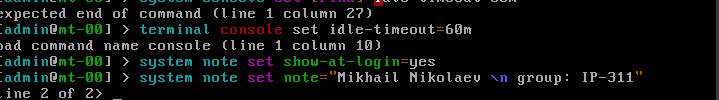 expected end of command (line 1 column 27)
[admin@mt-00] > terminal console set idle-timeout=60m
bad command name console (line 1 column 10)
[admin@mt-00] > system note set show-at-login=yes
[admin@mt-00] > system note set note="Mikhail Nikolaev \n group: IP-311"
line 2 of 2> _